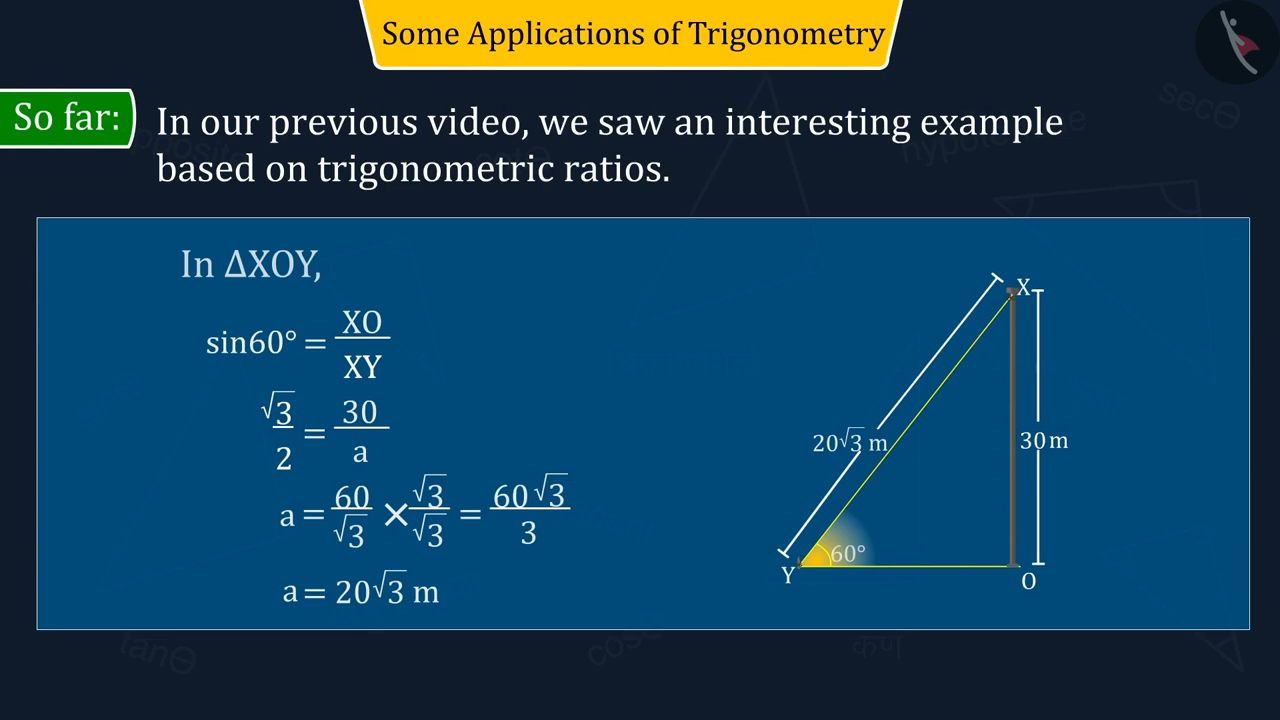 Some Applications of Trigonometry
secΘ
So far:
In our previous video, we saw an interesting example
based on trigonometric ratios.
In ΔXOY,
sin60° = XO/XY
√3/2 = 30/a
a = 60/√3 × √3/√3 = 60√3/3
a = 20√3 m
X
20√3 m
30 m
60°
Y
O
tanΘ